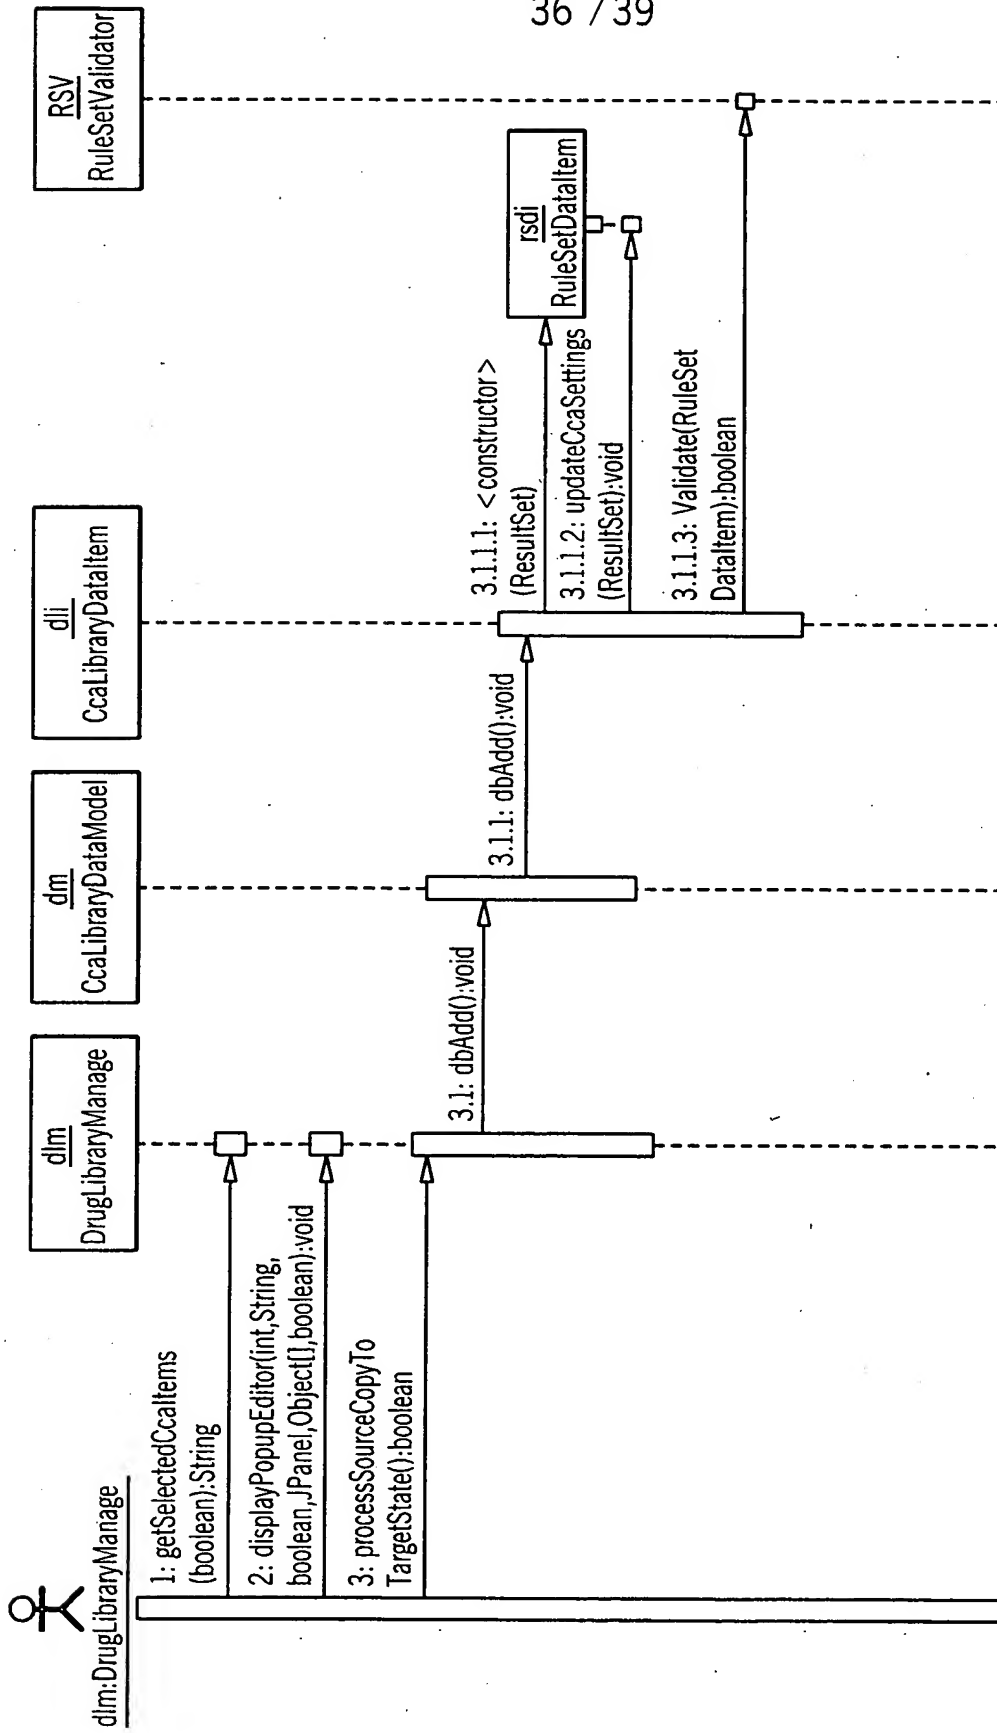 36 / 39
dlm:DrugLibraryManage
dlm
DrugLibraryManage
dm
CcaLibraryDataModel
dli
CcaLibraryDataItem
RSV
RuleSetValidator
1: getSelectedCcaItems
(boolean):String
2: displayPopupEditor(int,String,
boolean,JPanel,Object[],boolean):void
3: processSourceCopyTo
TargetState():boolean
3.1: dbAdd():void
3.1.1: dbAdd():void
3.1.1.1: <constructor>
(ResultSet)
rsdi
RuleSetDataItem
3.1.1.2: updateCcaSettings
(ResultSet):void
3.1.1.3: Validate(RuleSet
DataItem):boolean